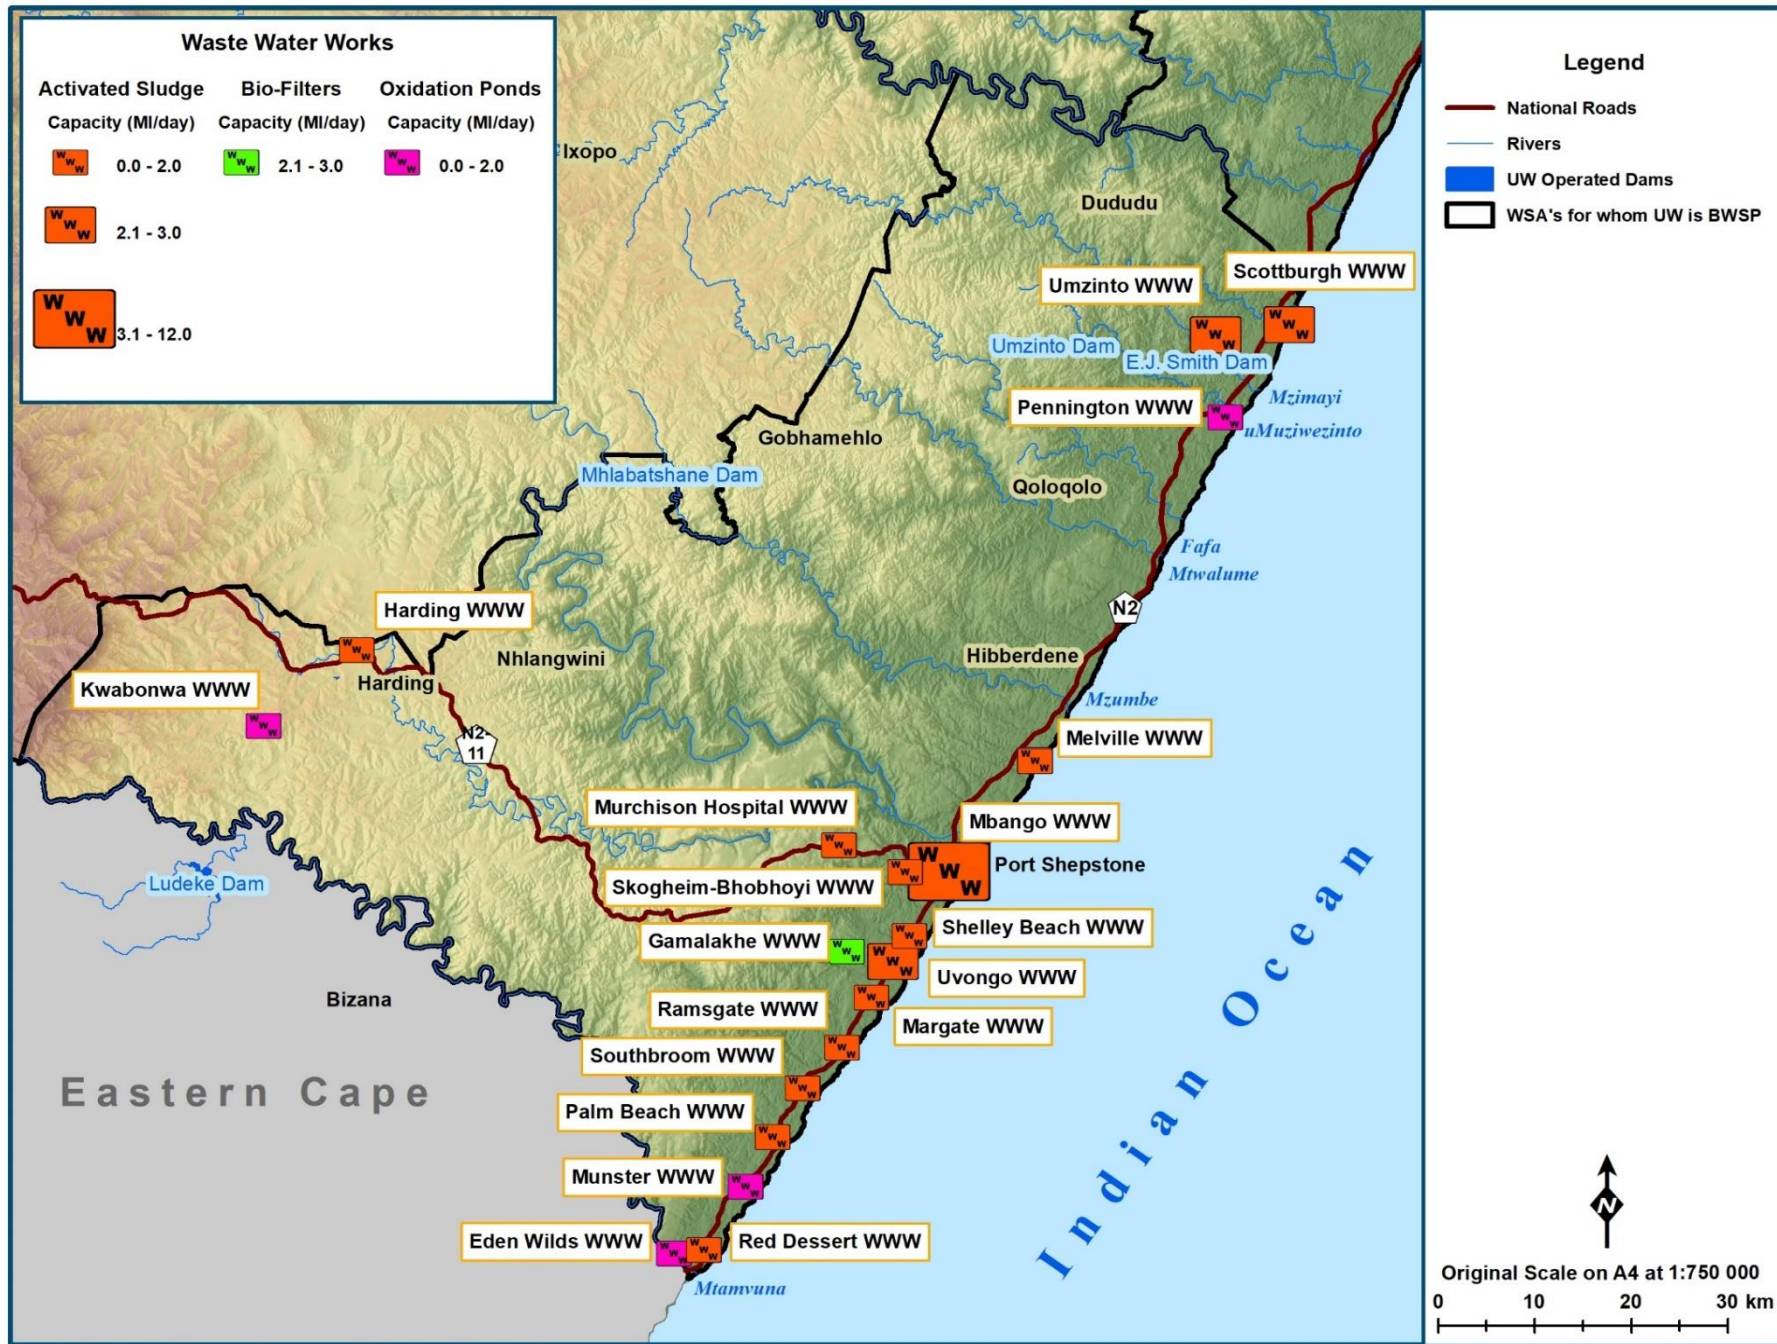 Waste Water Works
Activated Sludge Bio-Filters Oxidation Ponds
Capacity (Ml/day) Capacity (Ml/day) Capacity (Ml/day)
W W W 0.0 - 2.0 W W W 2.1 - 3.0 W W W 0.0 - 2.0
W W W 2.1 - 3.0
W W W 3.1 - 12.0
Legend
National Roads
Rivers
UW Operated Dams
WSA's for whom UW is BWSP
Ixopo
Dududu
Scottburgh WWW
Umzinto WWW
W W W
W W W
Umzinto Dam
E.J. Smith Dam
Mzimayi
Pennington WWW
W W W
uMuziwezinto
Gobhamehlo
Mhlabatshane Dam
Qoloqolo
Fafa
Mtwalume
N2
Harding WWW
W W W
Nhlangwini
Hibberdene
Harding
Kwabonwa WWW
W W W
Mzumbe
N2-
11
Melville WWW
W W W
Murchison Hospital WWW
W W W
Mbango WWW
W W W
Port Shepstone
Skogheim-Bhobhoyi WWW
W W W
Ludeke Dam
Shelley Beach WWW
W W W
Gamalakhe WWW
W W W
Uvongo WWW
W W W
Bizana
Ramsgate WWW
W W W
Margate WWW
W W W
Southbroom WWW
W W W
Eastern Cape
Palm Beach WWW
W W W
Munster WWW
W W W
Eden Wilds WWW
W W W
Red Dessert WWW
W W W
Mtamvuna
Indian Ocean
N
Original Scale on A4 at 1:750 000
0 10 20 30 km